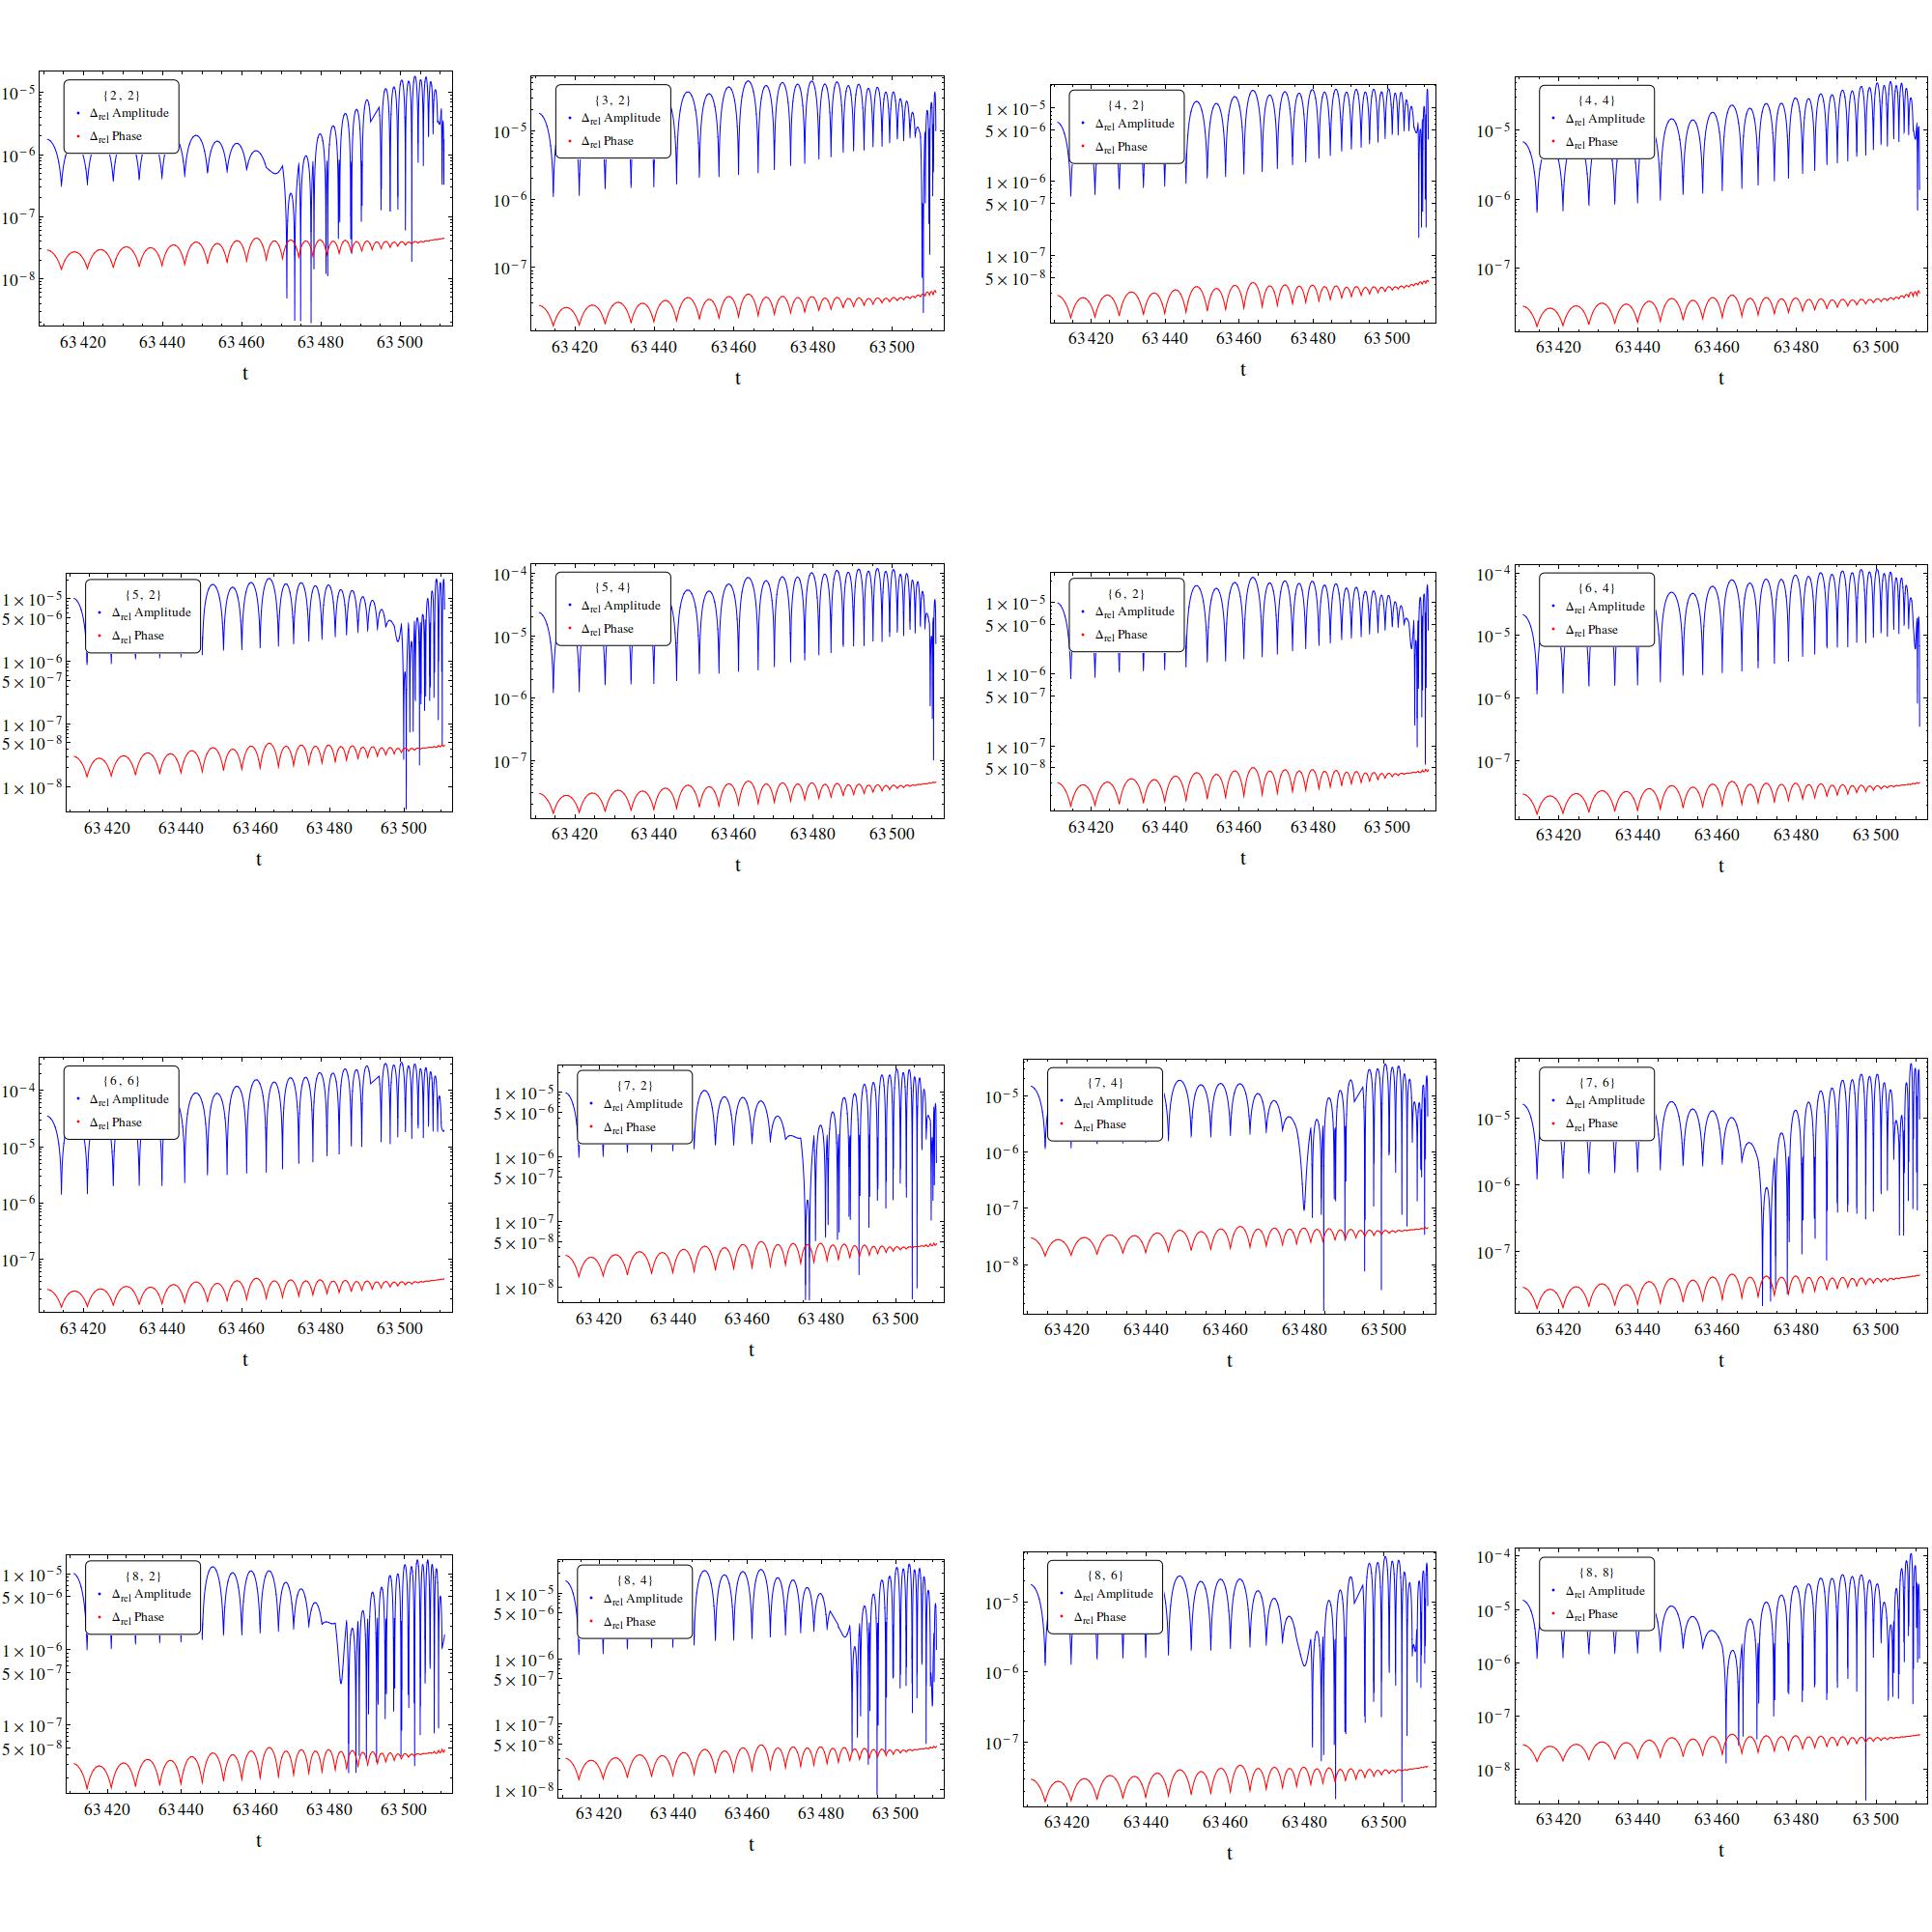 {2, 2}
Δrel Amplitude
Δrel Phase
10−5
10−6
10−7
10−8
63 420 63 440 63 460 63 480 63 500
t
{3, 2}
Δrel Amplitude
Δrel Phase
10−5
10−6
10−7
63 420 63 440 63 460 63 480 63 500
t
{4, 2}
Δrel Amplitude
Δrel Phase
1×10−5
5×10−6
1×10−6
5×10−7
1×10−7
5×10−8
63 420 63 440 63 460 63 480 63 500
t
{4, 4}
Δrel Amplitude
Δrel Phase
10−5
10−6
10−7
63 420 63 440 63 460 63 480 63 500
t
{5, 2}
Δrel Amplitude
Δrel Phase
1×10−5
5×10−6
1×10−6
5×10−7
1×10−7
5×10−8
1×10−8
63 420 63 440 63 460 63 480 63 500
t
{5, 4}
Δrel Amplitude
Δrel Phase
10−4
10−5
10−6
10−7
63 420 63 440 63 460 63 480 63 500
t
{6, 2}
Δrel Amplitude
Δrel Phase
1×10−5
5×10−6
1×10−6
5×10−7
1×10−7
5×10−8
63 420 63 440 63 460 63 480 63 500
t
{6, 4}
Δrel Amplitude
Δrel Phase
10−4
10−5
10−6
10−7
63 420 63 440 63 460 63 480 63 500
t
{6, 6}
Δrel Amplitude
Δrel Phase
10−4
10−5
10−6
10−7
63 420 63 440 63 460 63 480 63 500
t
{7, 2}
Δrel Amplitude
Δrel Phase
1×10−5
5×10−6
1×10−6
5×10−7
1×10−7
5×10−8
1×10−8
63 420 63 440 63 460 63 480 63 500
t
{7, 4}
Δrel Amplitude
Δrel Phase
10−5
10−6
10−7
10−8
63 420 63 440 63 460 63 480 63 500
t
{7, 6}
Δrel Amplitude
Δrel Phase
10−5
10−6
10−7
63 420 63 440 63 460 63 480 63 500
t
{8, 2}
Δrel Amplitude
Δrel Phase
1×10−5
5×10−6
1×10−6
5×10−7
1×10−7
5×10−8
63 420 63 440 63 460 63 480 63 500
t
{8, 4}
Δrel Amplitude
Δrel Phase
1×10−5
5×10−6
1×10−6
5×10−7
1×10−7
5×10−8
1×10−8
63 420 63 440 63 460 63 480 63 500
t
{8, 6}
Δrel Amplitude
Δrel Phase
10−5
10−6
10−7
63 420 63 440 63 460 63 480 63 500
t
{8, 8}
Δrel Amplitude
Δrel Phase
10−4
10−5
10−6
10−7
10−8
63 420 63 440 63 460 63 480 63 500
t